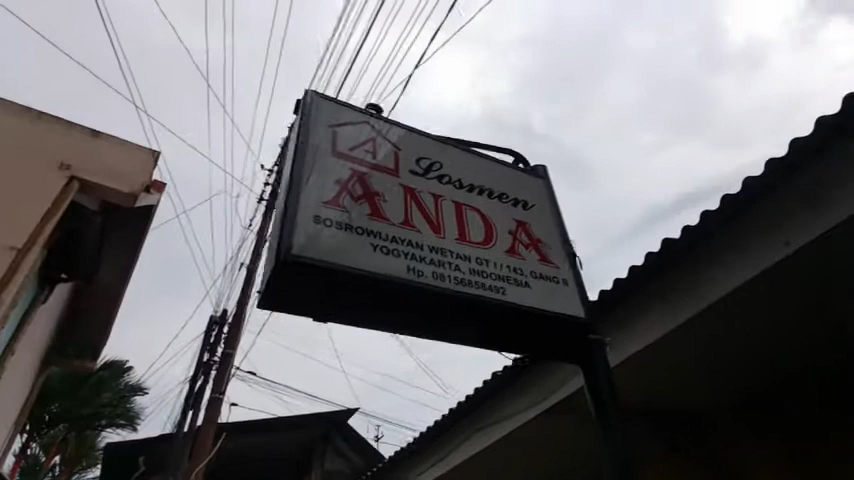 A
Losmen
ANDA
SOSROWIJAYAN WETAN GT I / 143, GANG II
YOGYAKARTA, INDONESIA
Hp. 08156858492